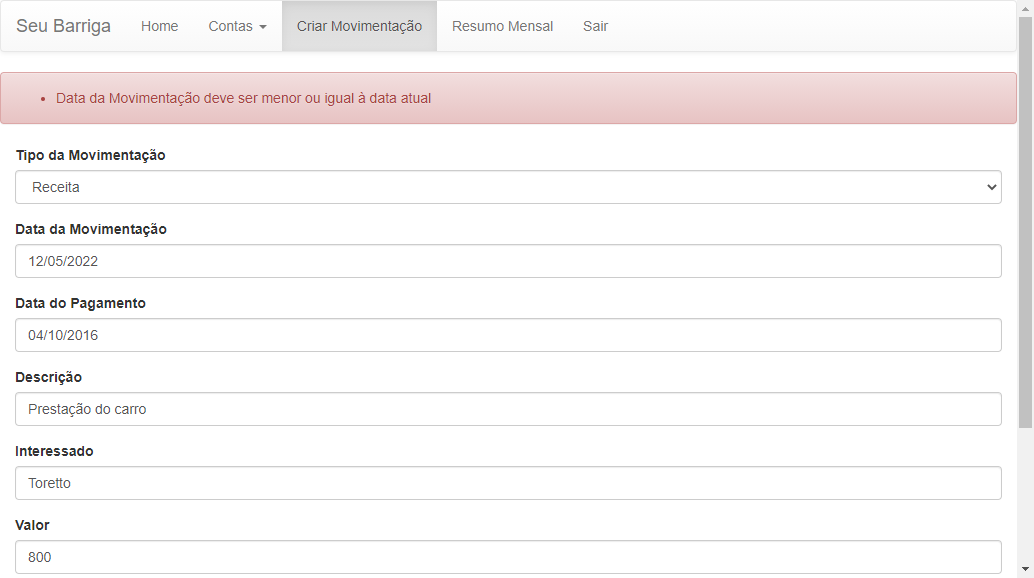 Seu Barriga Home Contas Criar Movimentação Resumo Mensal Sair
Data da Movimentação deve ser menor ou igual à data atual
Tipo da Movimentação
Receita
Data da Movimentação
12/05/2022
Data do Pagamento
04/10/2016
Descrição
Prestação do carro
Interessado
Toretto
Valor
800